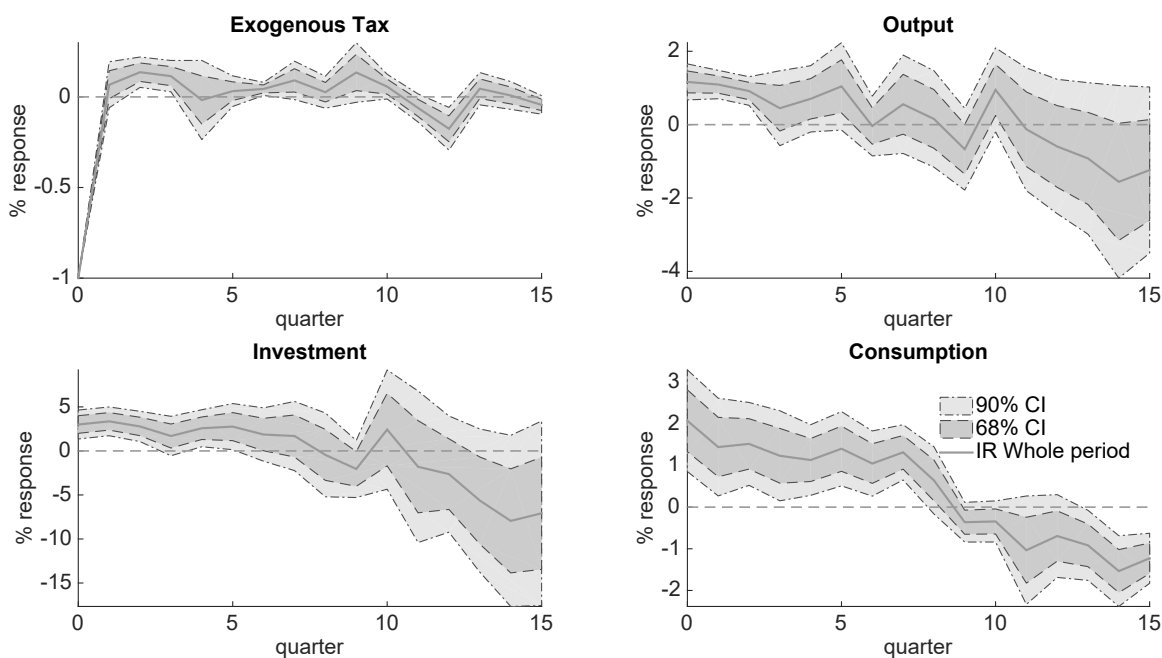 Exogenous Tax
0
-0.5
-1
% response
0 5 10 15
quarter
Output
2
0
-2
-4
% response
0 5 10 15
quarter
Investment
5
0
-5
-10
-15
% response
0 5 10 15
quarter
Consumption
3
2
1
0
-1
-2
% response
90% CI
68% CI
IR Whole period
0 5 10 15
quarter